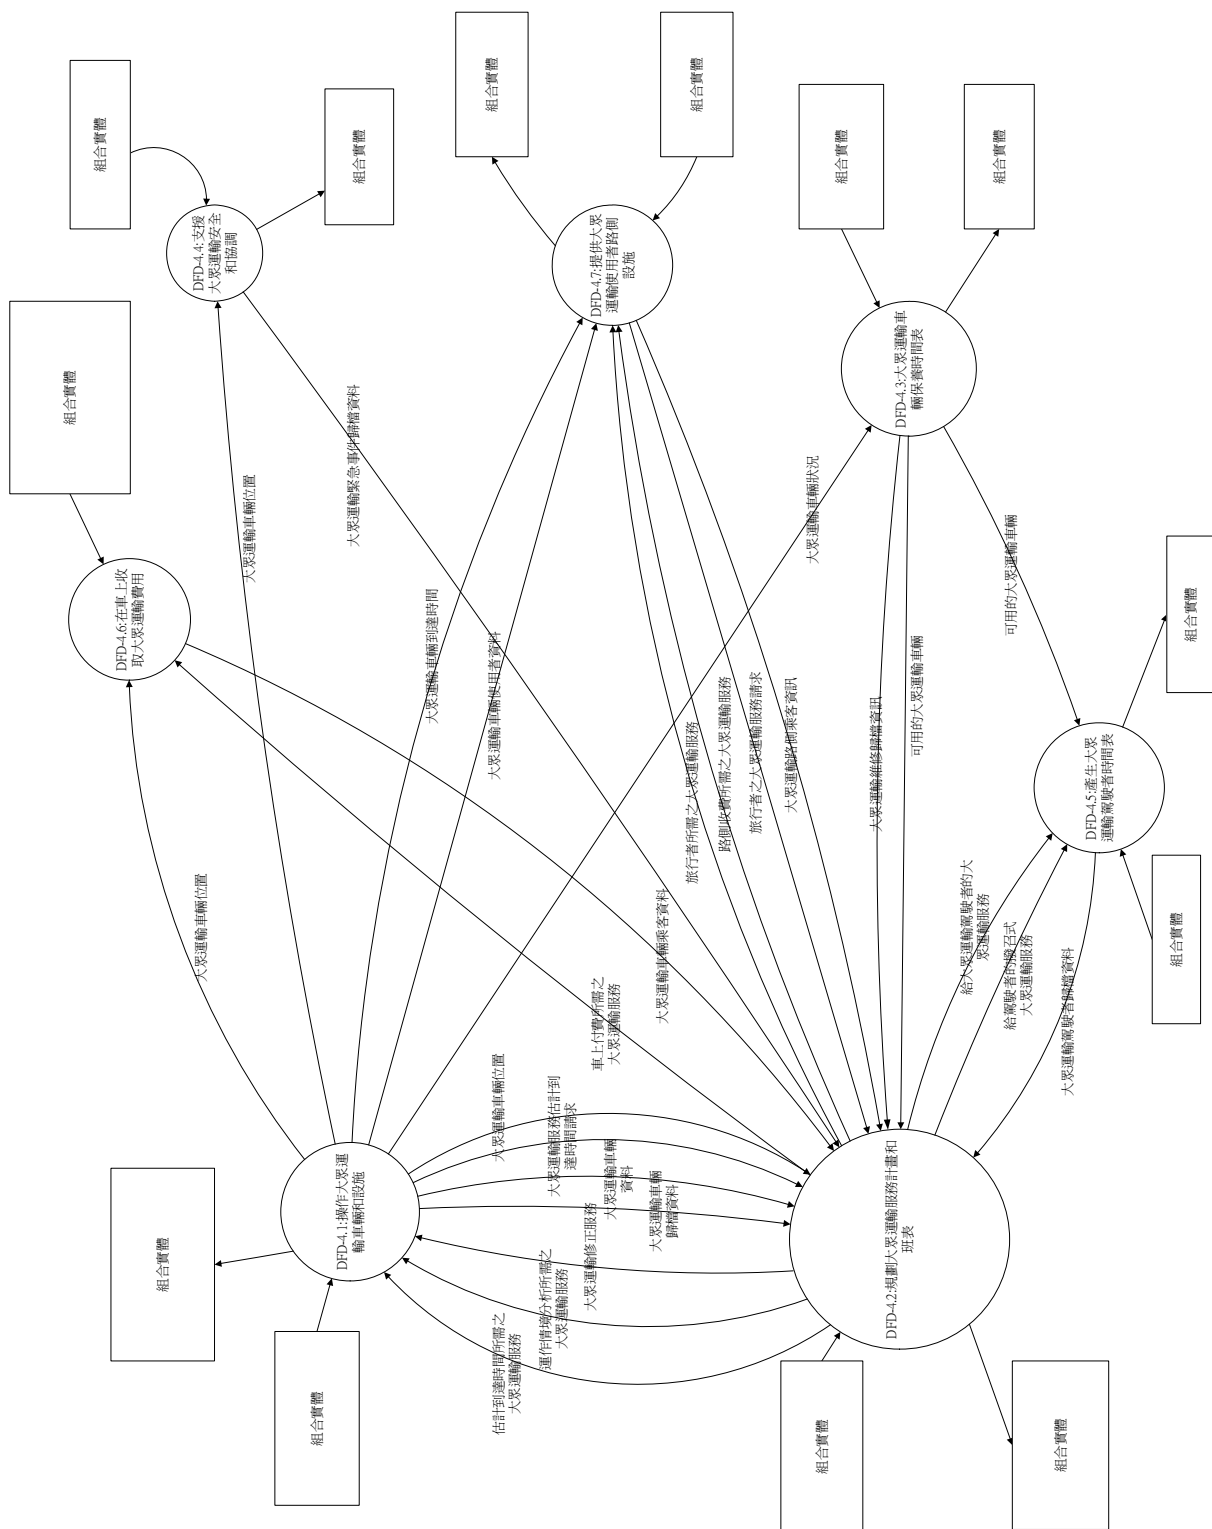 組合實體
組合實體
組合實體
組合實體
組合實體
組合實體
組合實體
DFD-4.4:支援
大眾運輸安全
和協調
DFD-4.7:提供大眾
運輸使用者路側
設施
DFD-4.3:大眾運輸車
輛保養時間表
DFD-4.6:在車上收
取大眾運輸費用
大眾運輸車輛位置
大眾運輸緊急事件歸檔資料
大眾運輸車輛狀況
可用的大眾運輸車輛
組合實體
大眾運輸車輛到達時間
大眾運輸車輛使用者資料
旅行者所需之大眾運輸服務
路側收費所需之大眾運輸服務
旅行者之大眾運輸服務請求
大眾運輸路側乘客資訊
大眾運輸維修歸檔資訊
可用的大眾運輸車輛
DFD-4.5:產生大眾
運輸駕駛者時間表
組合實體
大眾運輸車輛位置
車上付費所需之
大眾運輸服務
大眾運輸車輛乘客資料
給大眾運輸駕駛者的大
眾運輸服務
給駕駛者的撥召式
大眾運輸服務
大眾運輸駕駛者歸檔資料
大眾運輸車輛位置
大眾運輸服務估計到
達時間請求
大眾運輸車輛
資料
大眾運輸車輛
歸檔資料
DFD-4.1:操作大眾運
輸車輛和設施
大眾運輸修正服務
運作情境分析所需之
大眾運輸服務
估計到達時間所需之
大眾運輸服務
DFD-4.2:規劃大眾運輸服務計畫和
班表
組合實體
組合實體
組合實體
組合實體